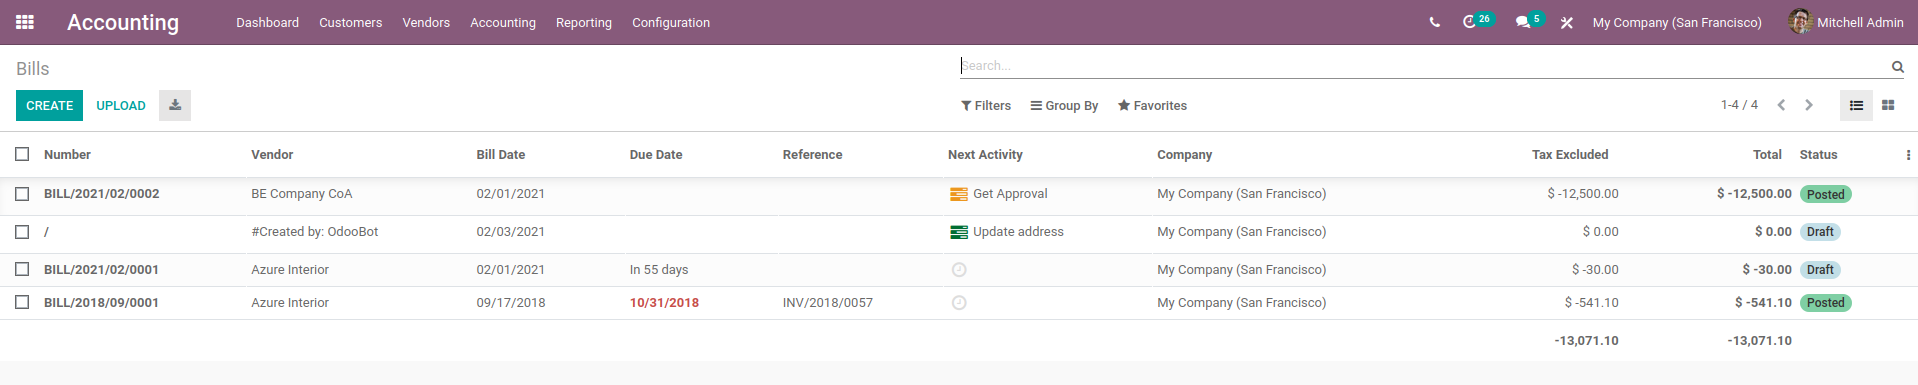 Accounting Dashboard Customers Vendors Accounting Reporting Configuration 26 5 My Company (San Francisco) Mitchell Admin
Bills Search...
CREATE UPLOAD Filters Group By Favorites 1-4 / 4
Number Vendor Bill Date Due Date Reference Next Activity Company Tax Excluded Total Status
BILL/2021/02/0002 BE Company CoA 02/01/2021 Get Approval My Company (San Francisco) $ -12,500.00 $ -12,500.00 Posted
/ #Created by: OdooBot 02/03/2021 Update address My Company (San Francisco) $ 0.00 $ 0.00 Draft
BILL/2021/02/0001 Azure Interior 02/01/2021 In 55 days My Company (San Francisco) $ -30.00 $ -30.00 Draft
BILL/2018/09/0001 Azure Interior 09/17/2018 10/31/2018 INV/2018/0057 My Company (San Francisco) $ -541.10 $ -541.10 Posted
-13,071.10 -13,071.10